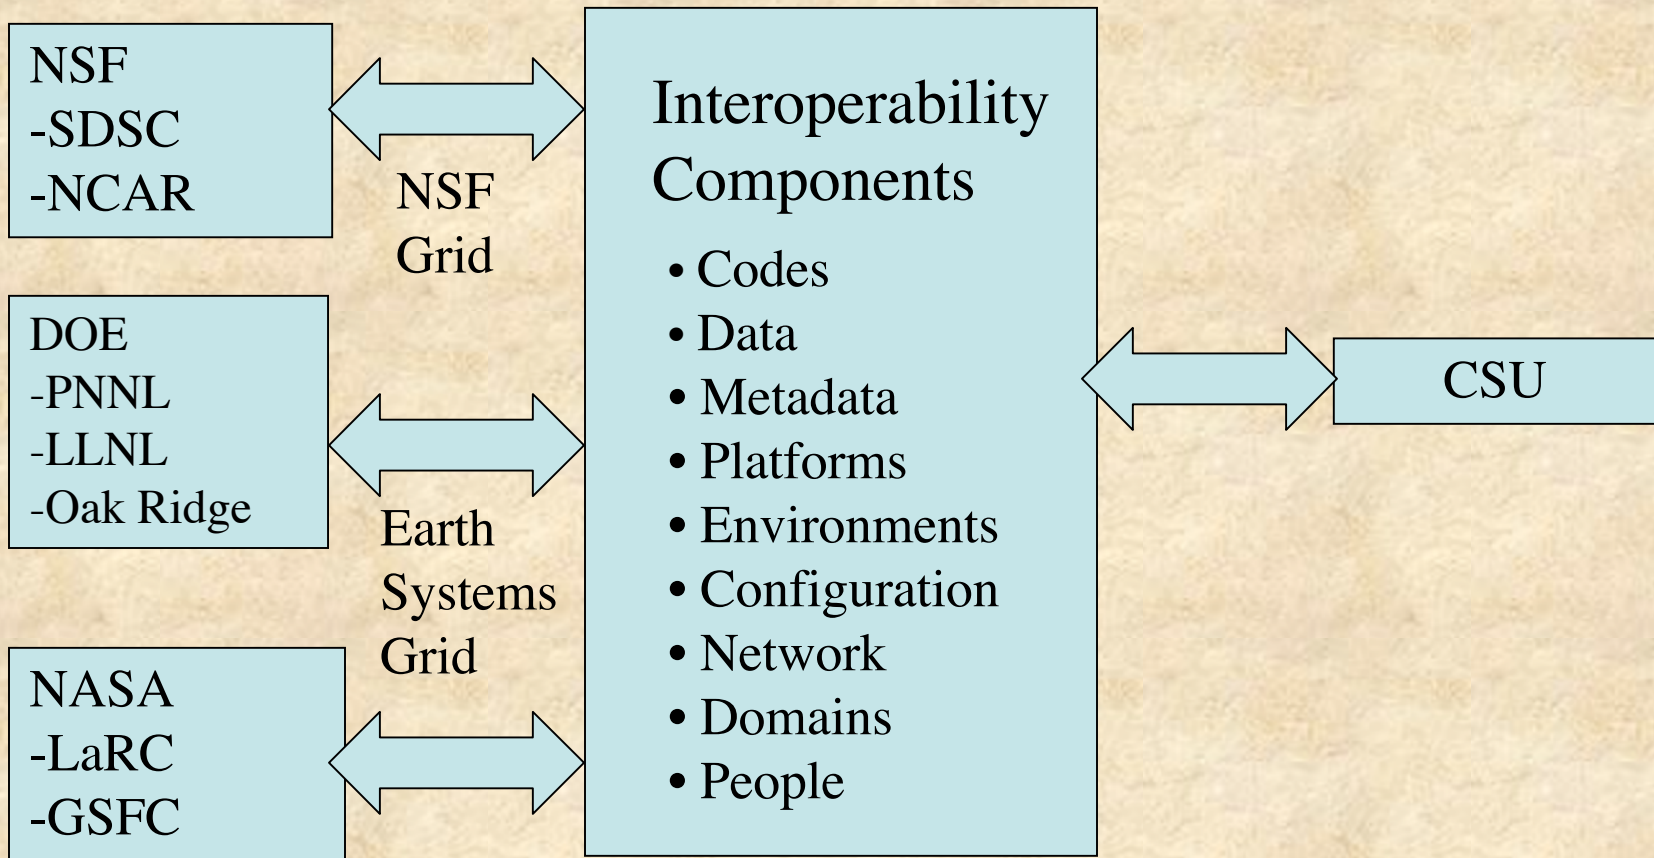 NSF
-SDSC
-NCAR
NSF
Grid
DOE
-PNNL
-LLNL
-Oak Ridge
Earth
Systems
Grid
NASA
-LaRC
-GSFC
Interoperability
Components
• Codes
• Data
• Metadata
• Platforms
• Environments
• Configuration
• Network
• Domains
• People
CSU